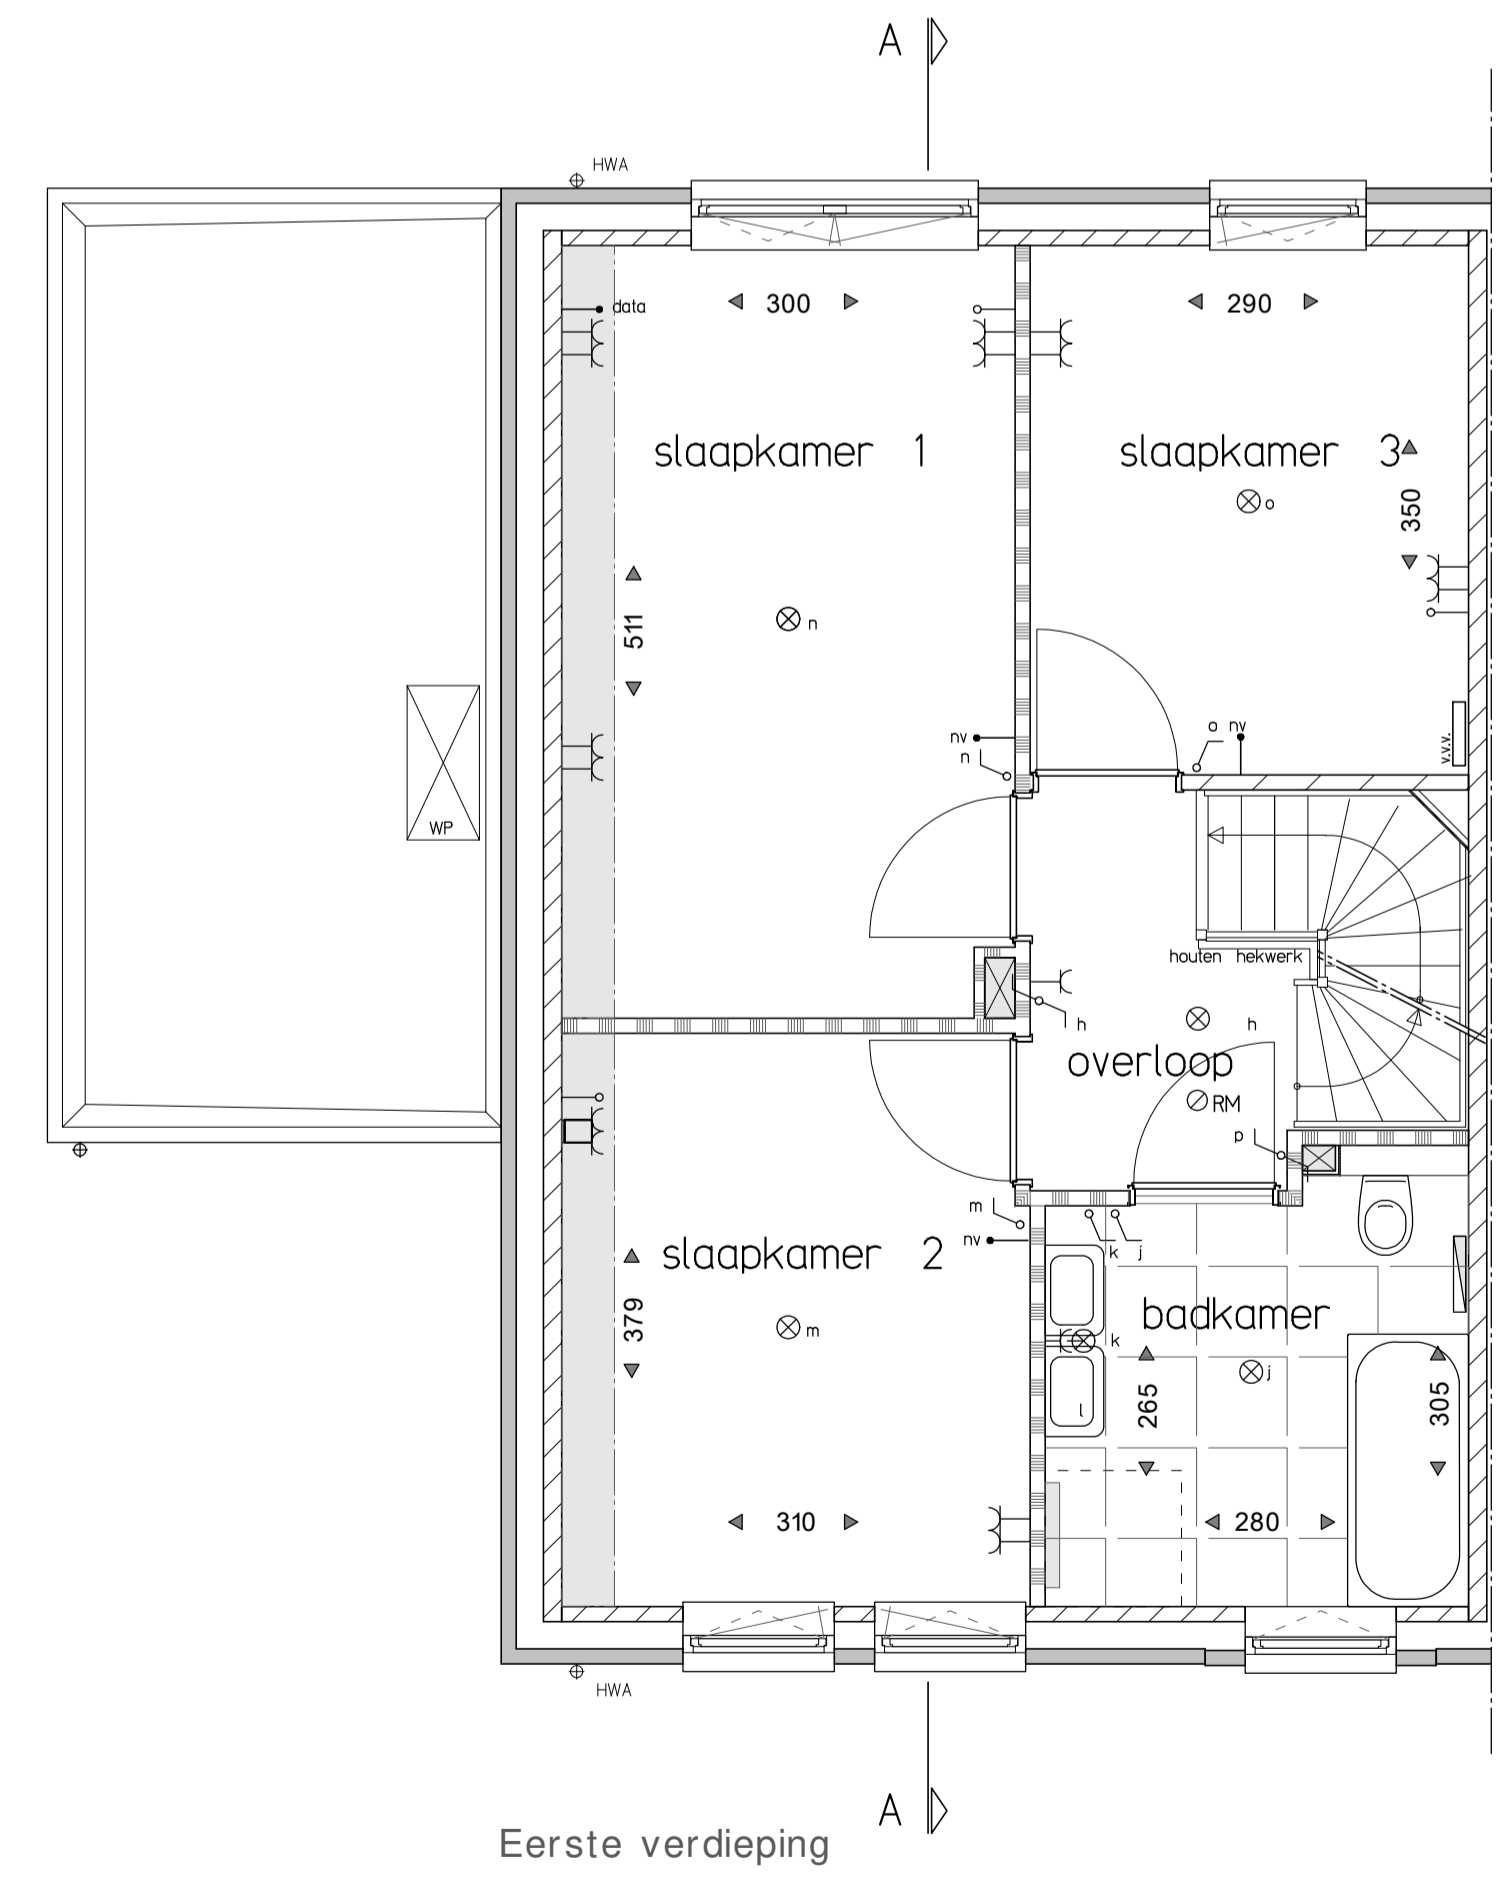 A
HWA
data
300
290
slaapkamer 1
slaapkamer 3
350
o
n
511
nv
n
o nv
v.v.v.
WP
houten hekwerk
h
h
overloop
RM
p
m
nv
k j
slaapkamer 2
badkamer
379
m
k
j
265
305
l
310
280
HWA
A
Eerste verdieping